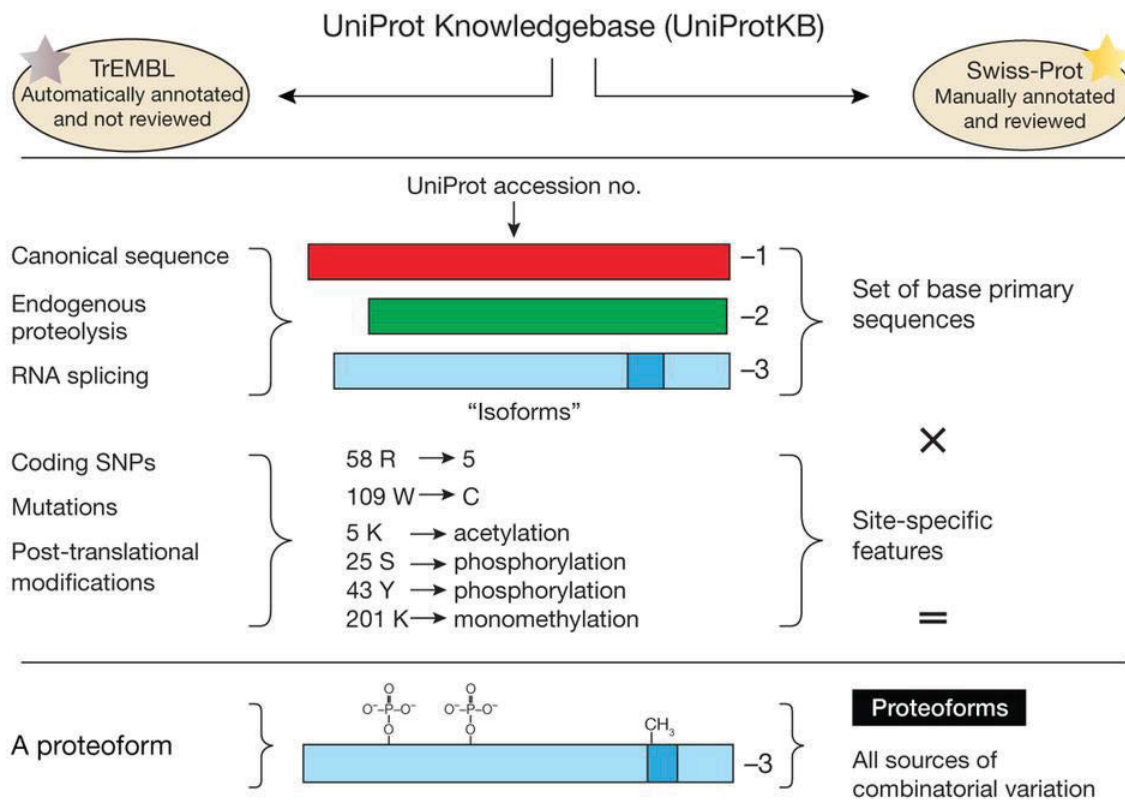 UniProt Knowledgebase (UniProtKB)
TrEMBL
Automatically annotated
and not reviewed
Swiss-Prot
Manually annotated
and reviewed
UniProt accession no.
Canonical sequence
Endogenous
proteolysis
RNA splicing
–1
–2
–3
"Isoforms"
Set of base primary
sequences
×
Coding SNPs
Mutations
Post-translational
modifications
58 R → 5
109 W → C
5 K → acetylation
25 S → phosphorylation
43 Y → phosphorylation
201 K → monomethylation
Site-specific
features
=
A proteoform
O
O⁻–P–O⁻
O
O
O⁻–P–O⁻
O
CH₃
–3
Proteoforms
All sources of
combinatorial variation